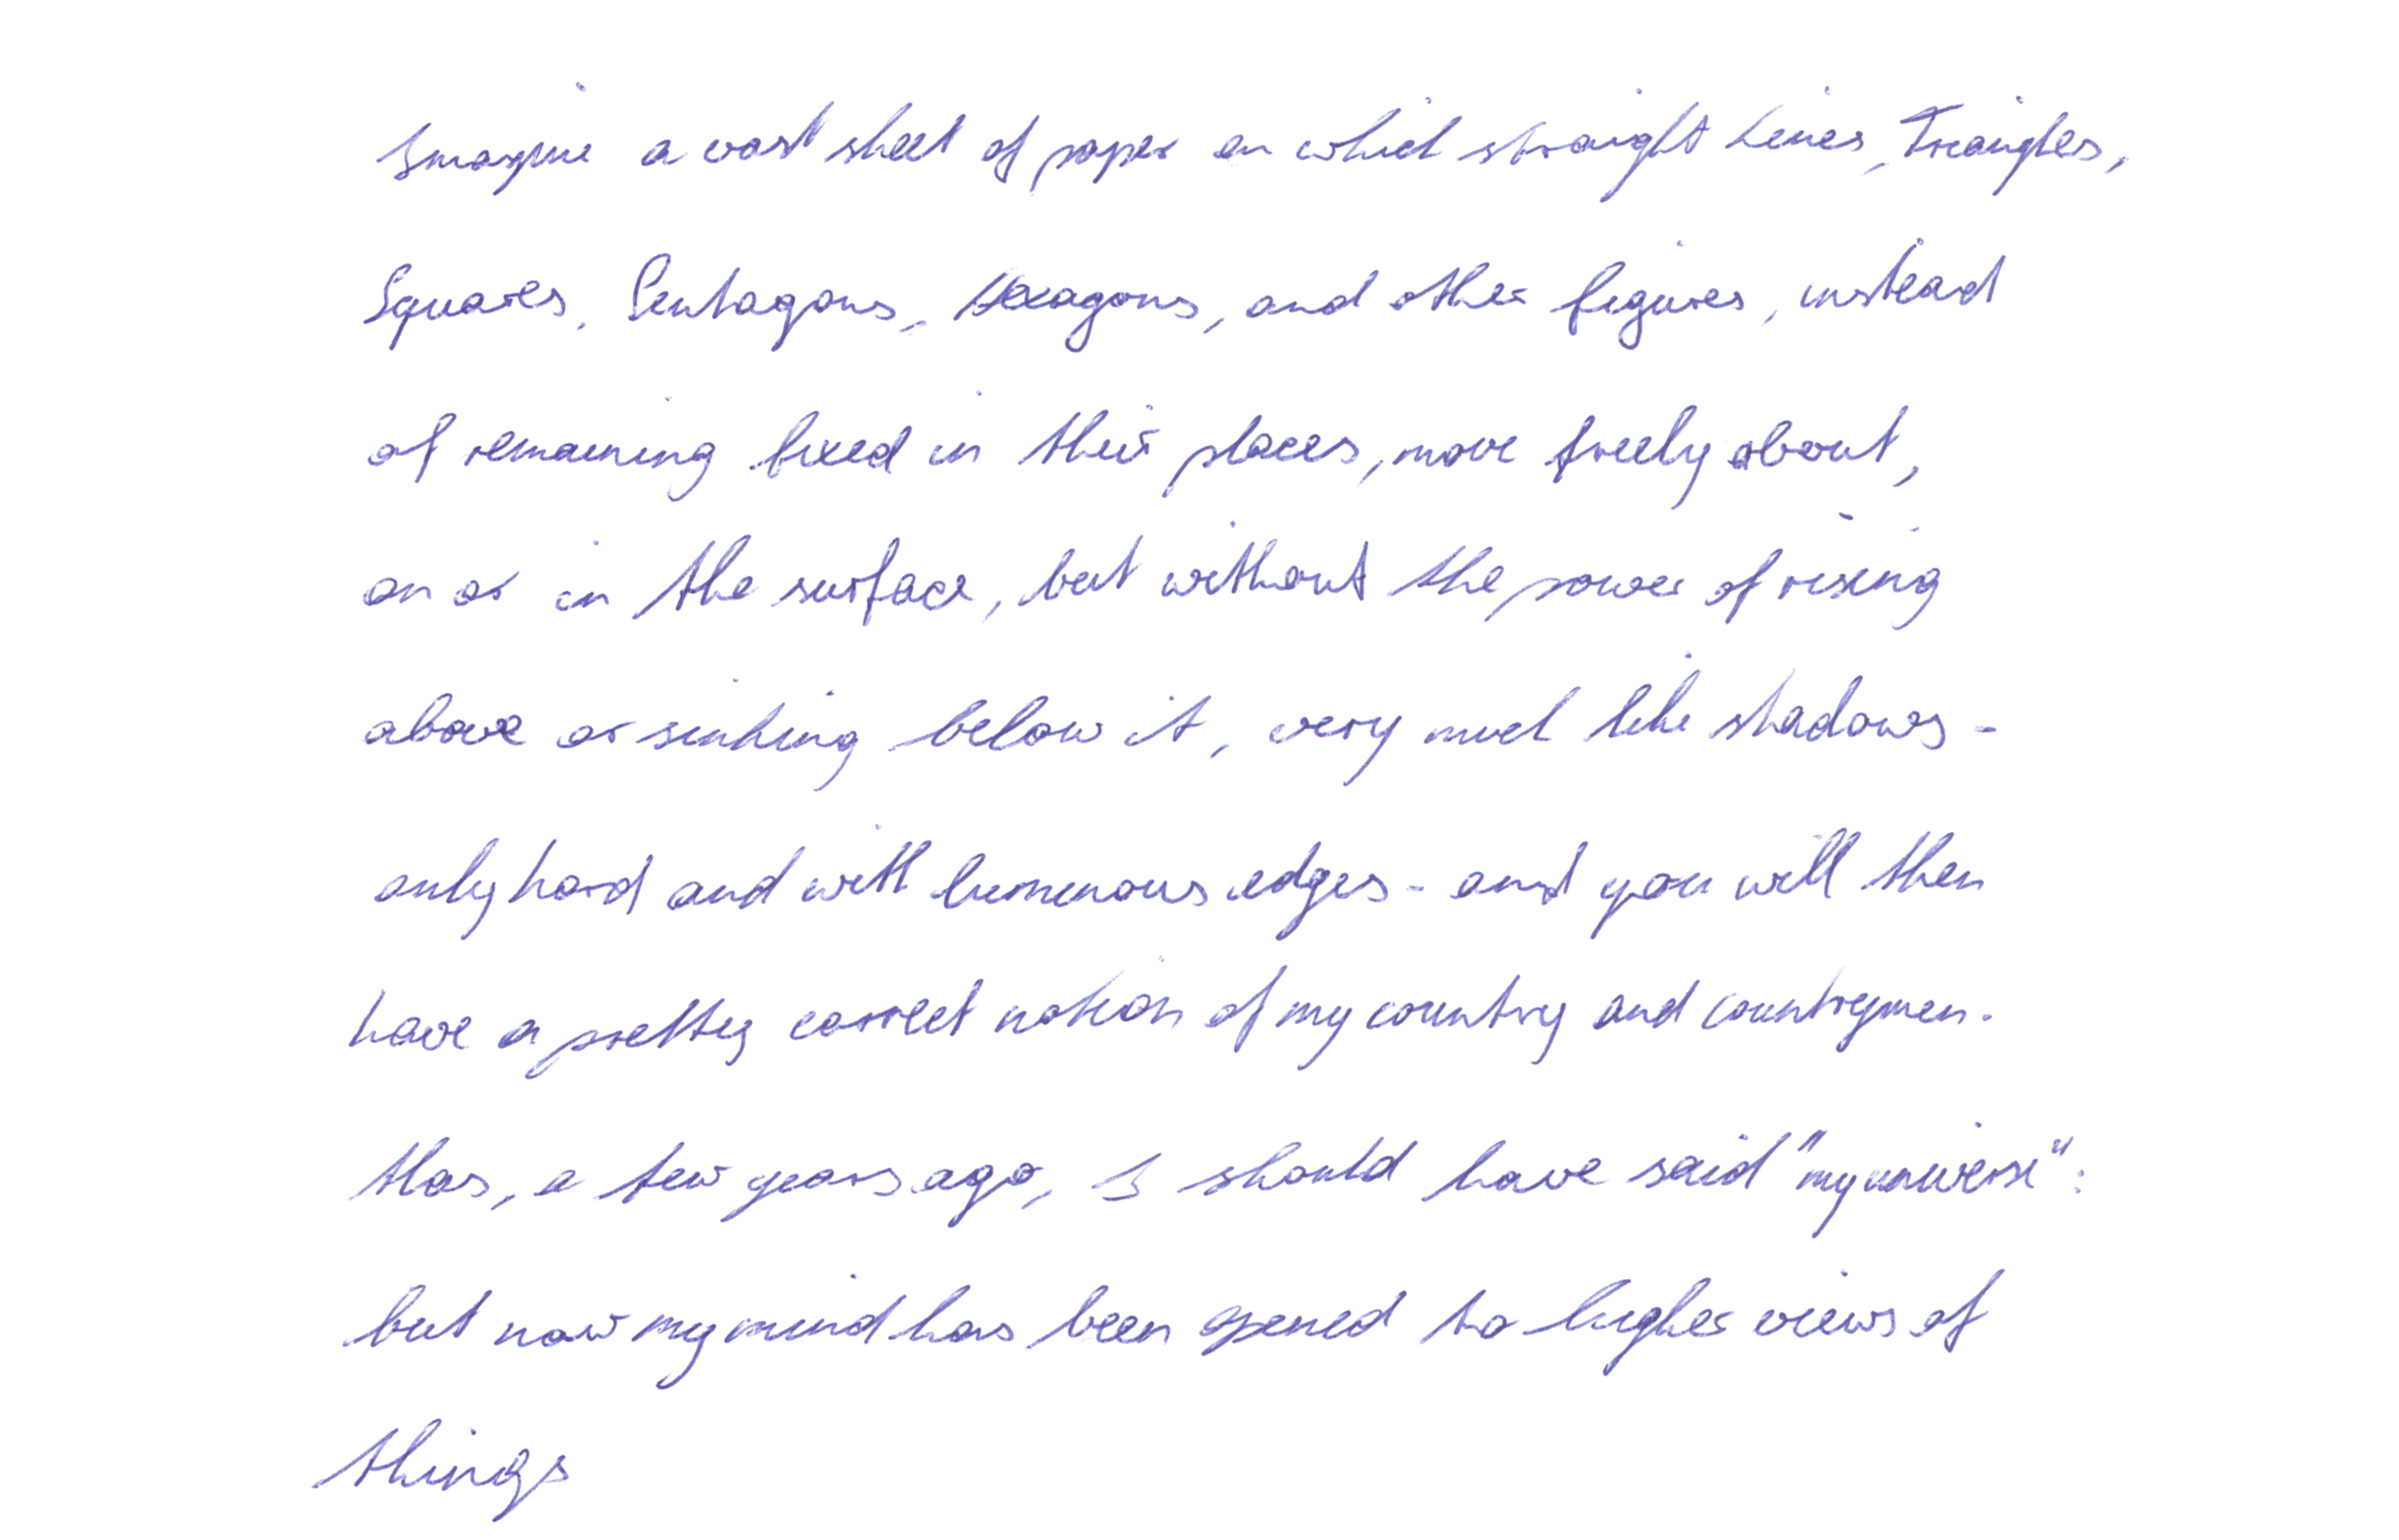 Imagine a vast sheet of paper on which straight Lines, Triangles,
Squares, Pentagons, Hexagons, and other figures, instead
of remaining fixed in their places, move freely about,
on or in the surface, but without the power of rising
above or sinking below it, very much like shadows -
only hard and with luminous edges - and you will then
have a pretty correct notion of my country and countrymen.
Alas, a few years ago, I should have said "my universe":
but now my mind has been opened to higher views of
things